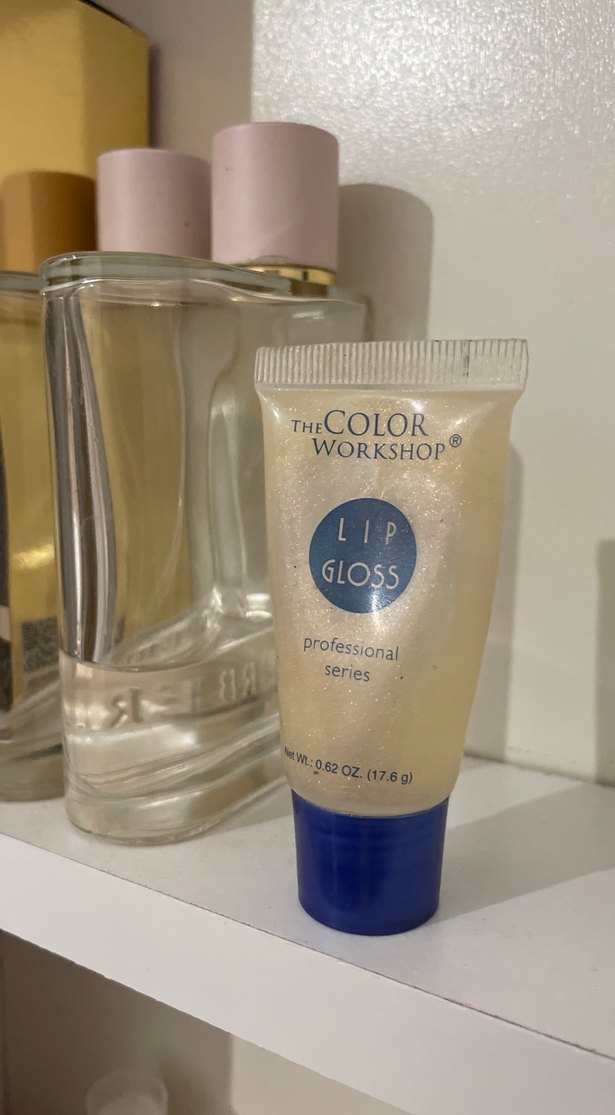 THE COLOR
WORKSHOP®
LIP
GLOSS
professional
series
Net Wt.: 0.62 OZ. (17.6 g)